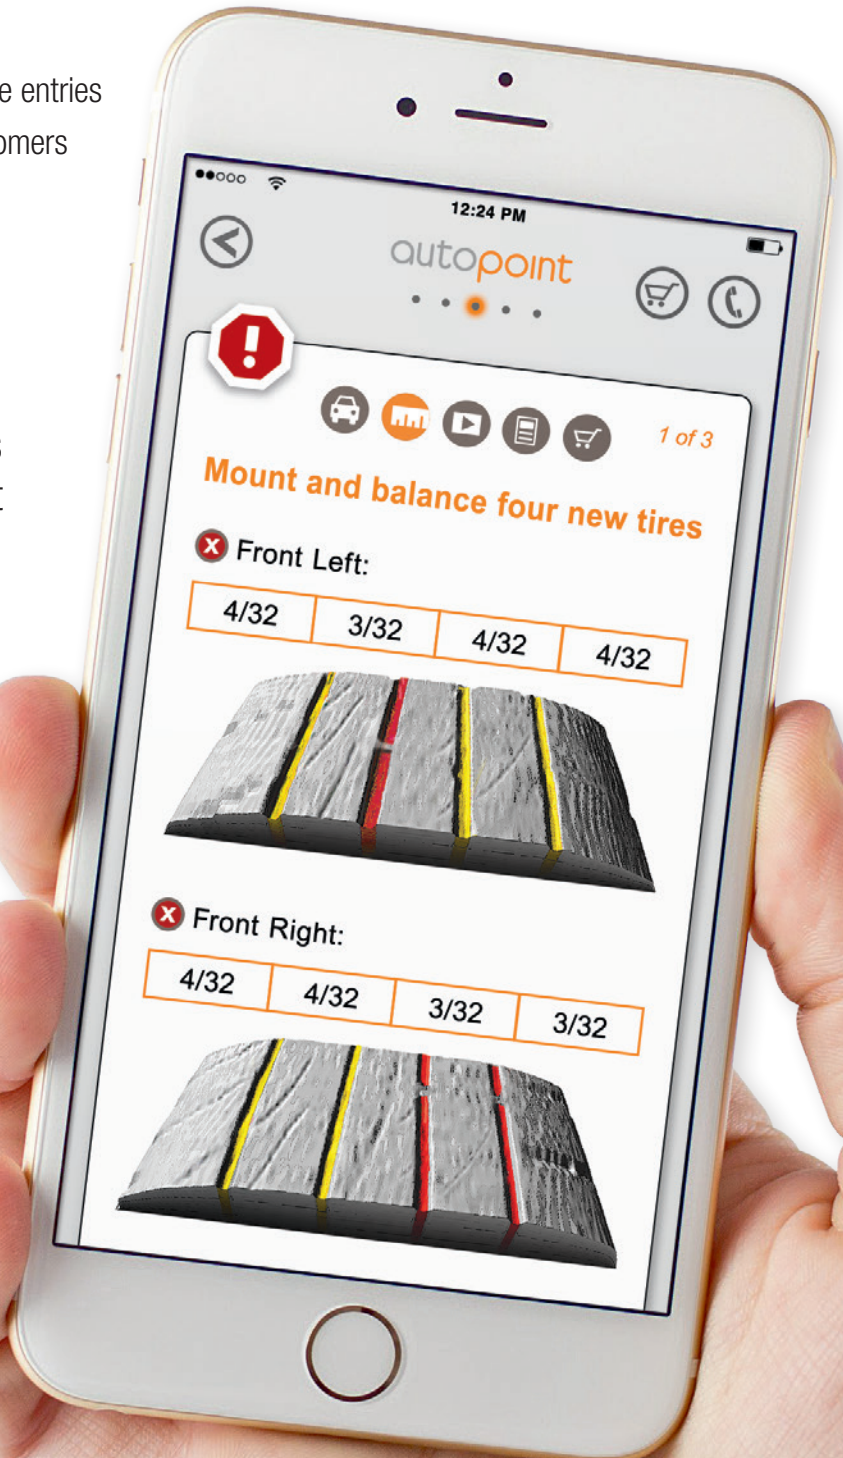 e entries
omers
12:24 PM
autopoint
1 of 3
Mount and balance four new tires
X Front Left:
4/32 3/32 4/32 4/32
X Front Right:
4/32 4/32 3/32 3/32